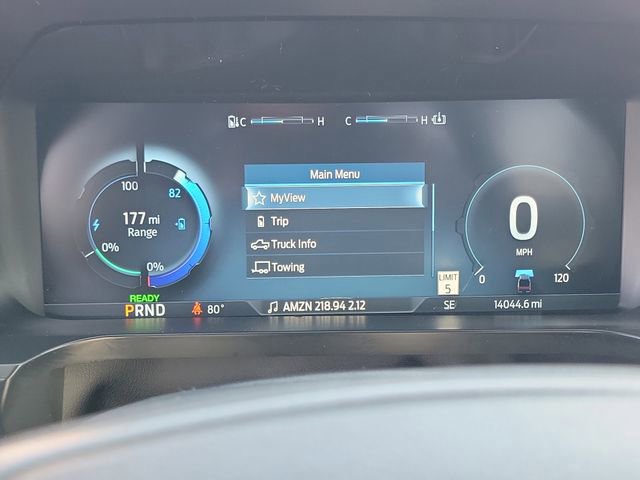 C H C H
Main Menu
MyView
Trip
Truck Info
Towing
100
82
177 mi
Range
0%
0%
0
MPH
0 120
LIMIT
5
READY
PRND
80°
AMZN 218.94 2.12
SE
14044.6 mi